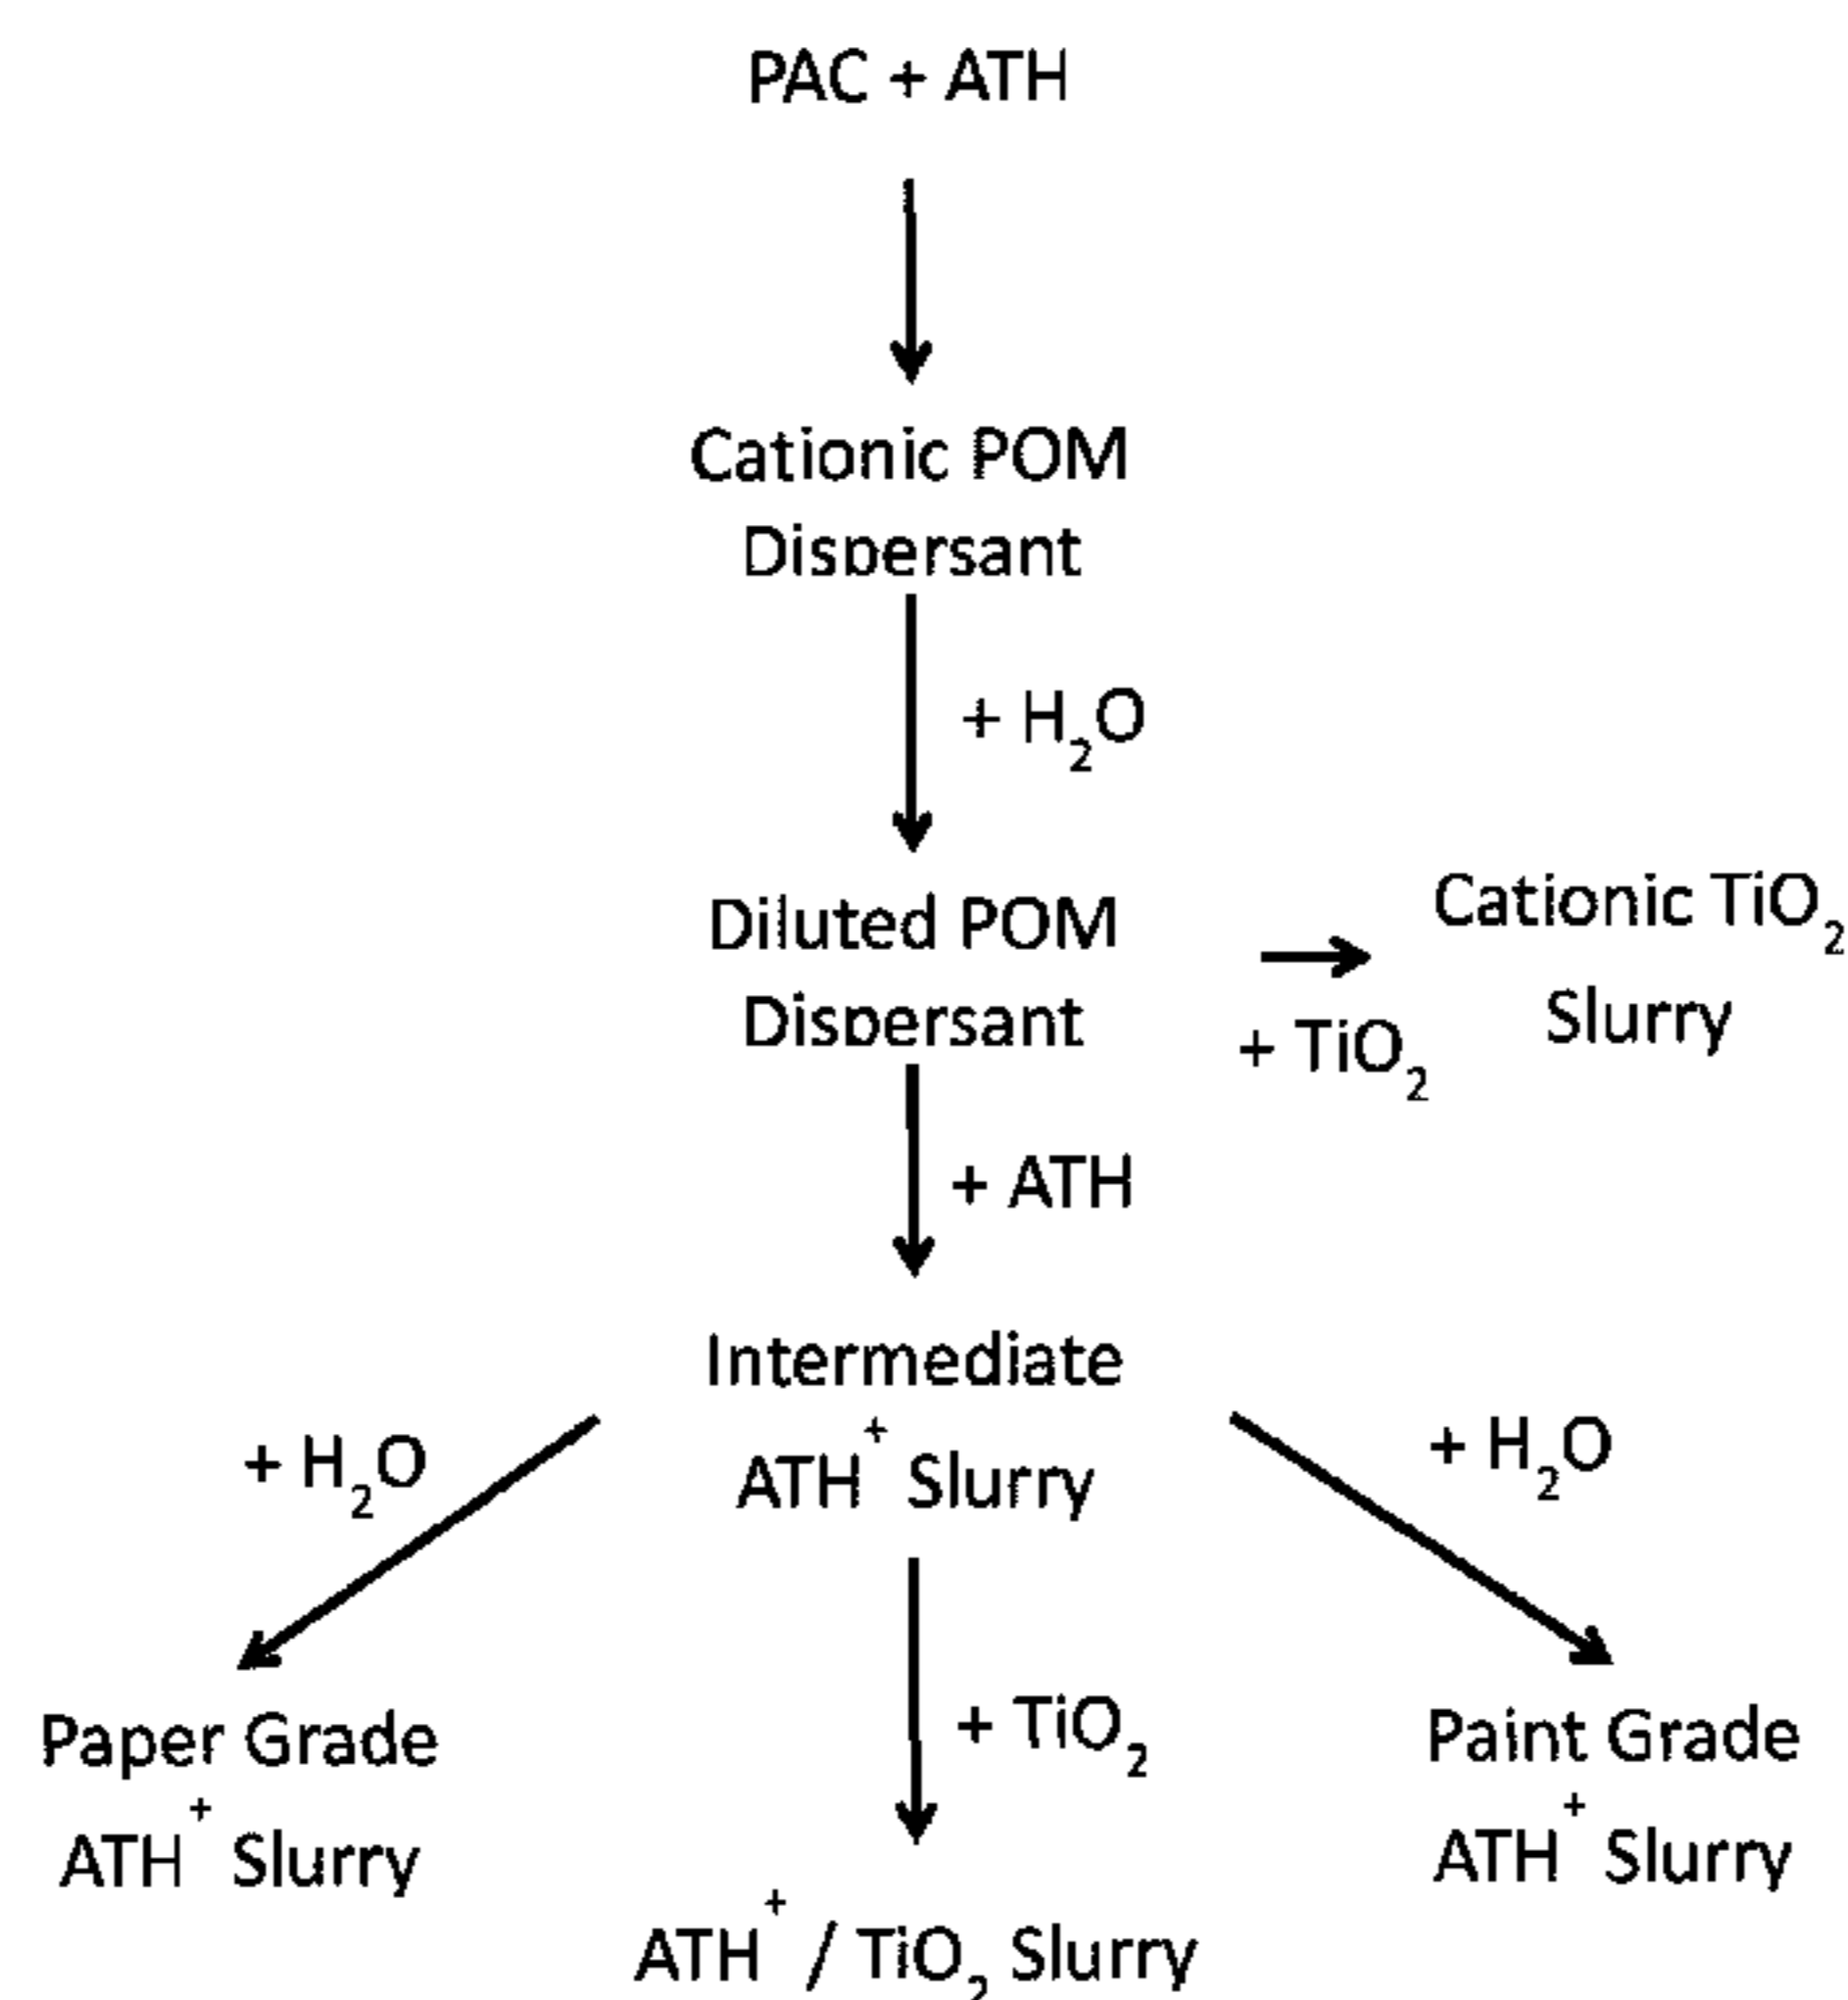 PAC + ATH
Cationic POM
Dispersant
+ H₂O
Diluted POM
Dispersant
Cationic TiO₂
Slurry
+ TiO₂
+ ATH
Intermediate
ATH⁺ Slurry
+ H₂O
+ H₂O
+ TiO₂
Paper Grade
ATH⁺ Slurry
Paint Grade
ATH⁺ Slurry
ATH⁺ / TiO₂ Slurry